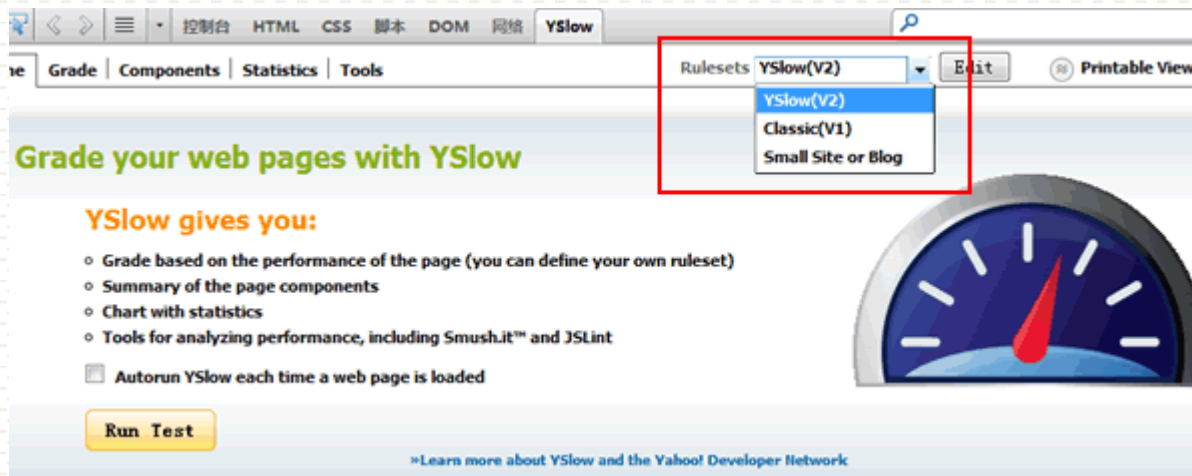 控制台 HTML CSS 脚本 DOM 网络 YSlow
Grade | Components | Statistics | Tools Rulesets YSlow(V2) Edit Printable View
YSlow(V2)
Classic(V1)
Small Site or Blog
Grade your web pages with YSlow
YSlow gives you:
Grade based on the performance of the page (you can define your own ruleset)
Summary of the page components
Chart with statistics
Tools for analyzing performance, including Smush.it™ and JSLint
Autorun YSlow each time a web page is loaded
Run Test
»Learn more about YSlow and the Yahoo! Developer Network